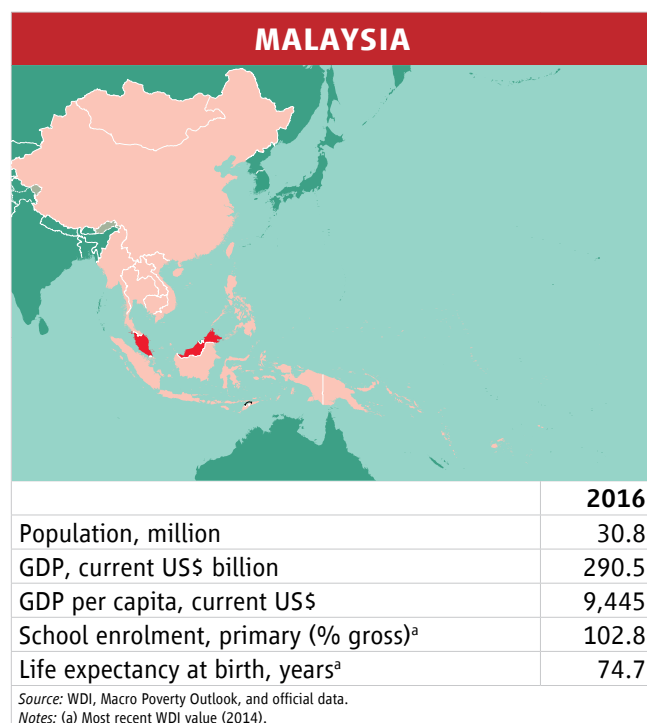 MALAYSIA
2016
Population, million 30.8
GDP, current US$ billion 290.5
GDP per capita, current US$ 9,445
School enrolment, primary (% gross)ᵃ 102.8
Life expectancy at birth, yearsᵃ 74.7
Source: WDI, Macro Poverty Outlook, and official data.
Notes: (a) Most recent WDI value (2014).